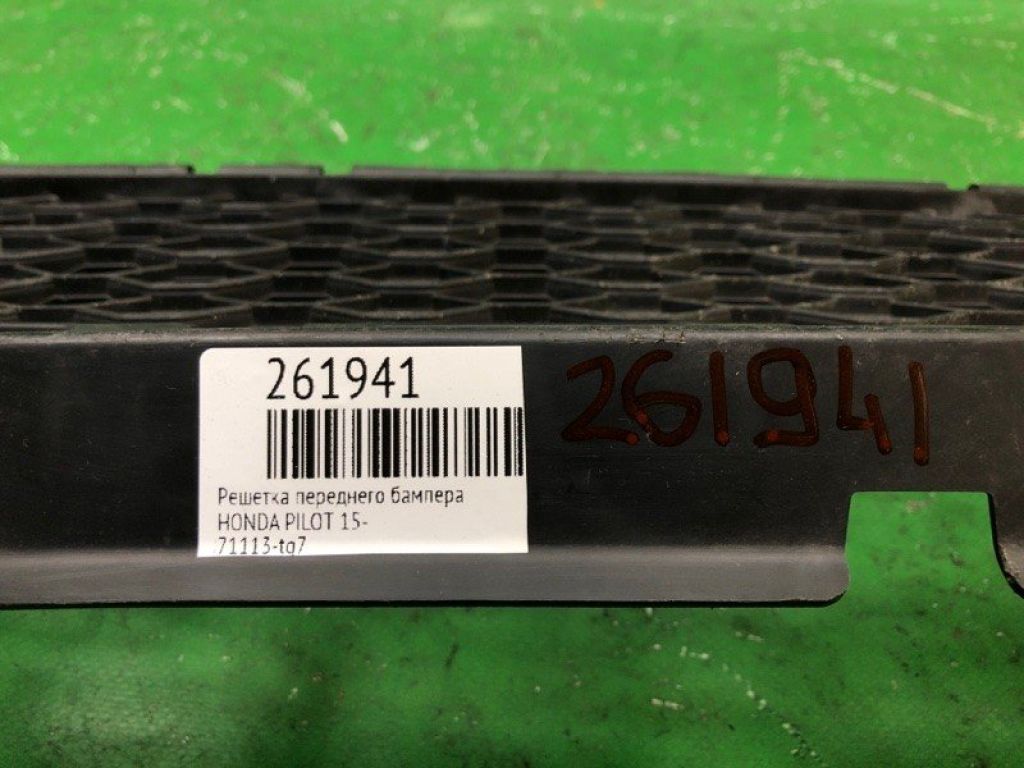 261941
Решетка переднего бампера
HONDA PILOT 15-
71113-tg7
261941